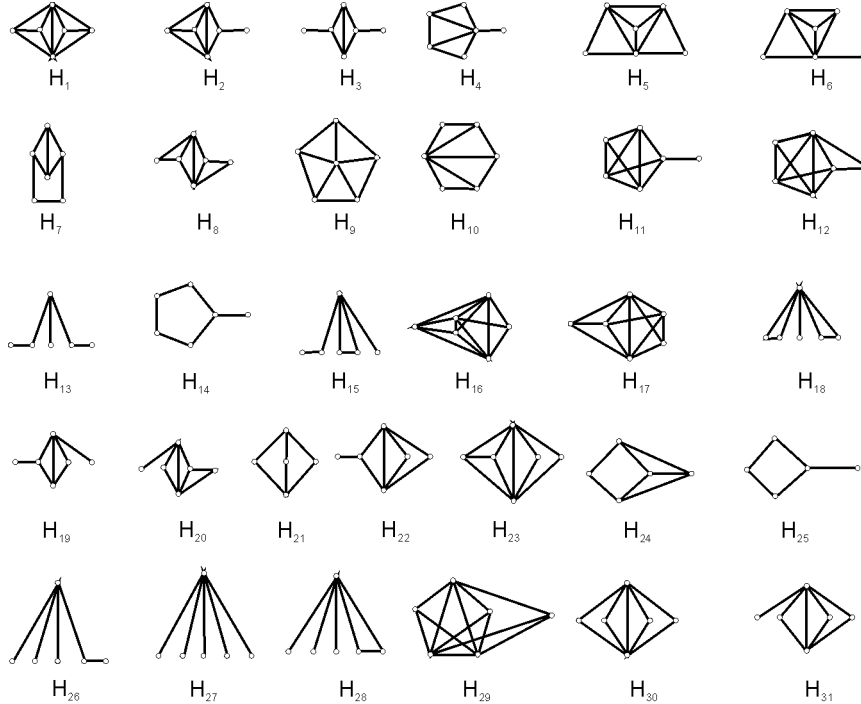 H₁ H₂ H₃ H₄ H₅ H₆
H₇ H₈ H₉ H₁₀ H₁₁ H₁₂
H₁₃ H₁₄ H₁₅ H₁₆ H₁₇ H₁₈
H₁₉ H₂₀ H₂₁ H₂₂ H₂₃ H₂₄ H₂₅
H₂₆ H₂₇ H₂₈ H₂₉ H₃₀ H₃₁